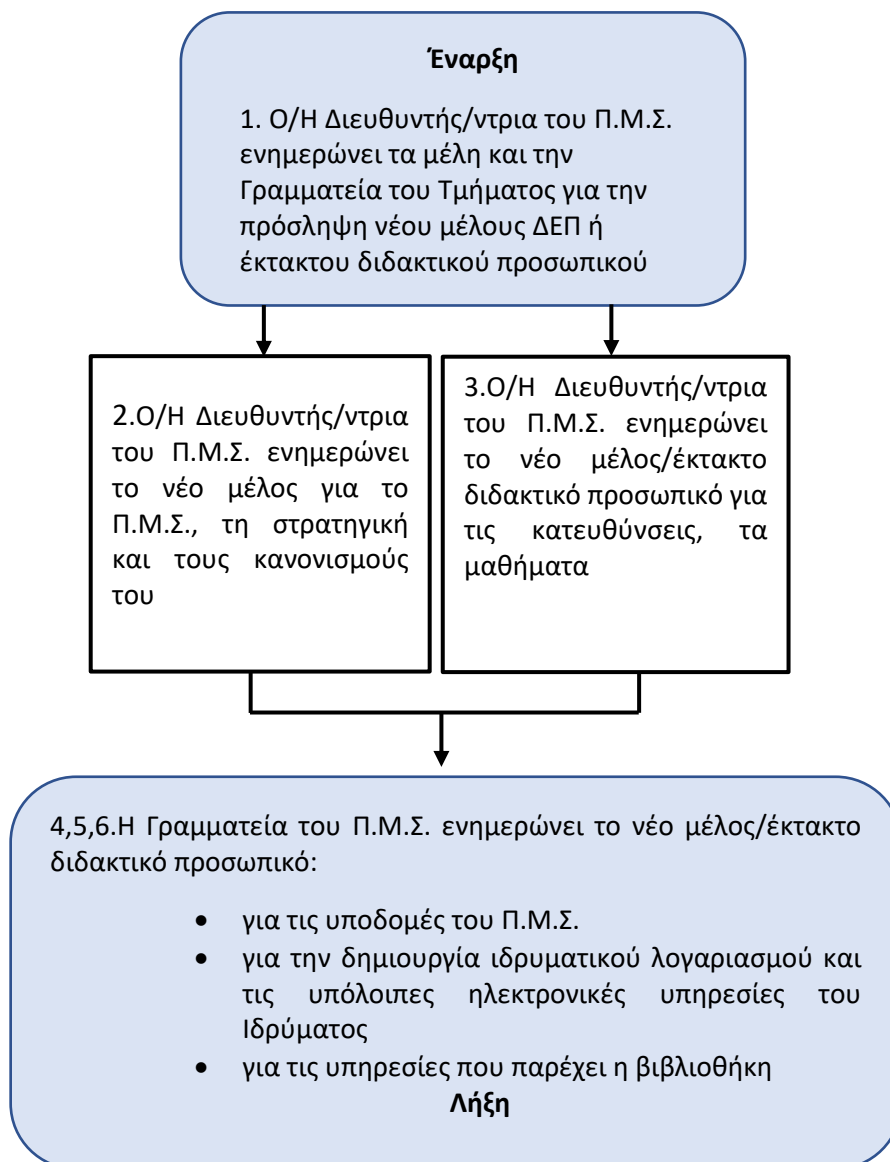 Έναρξη
1. Ο/Η Διευθυντής/ντρια του Π.Μ.Σ.
ενημερώνει τα μέλη και την
Γραμματεία του Τμήματος για την
πρόσληψη νέου μέλους ΔΕΠ ή
έκτακτου διδακτικού προσωπικού
2.Ο/Η Διευθυντής/ντρια
του Π.Μ.Σ. ενημερώνει
το νέο μέλος για το
Π.Μ.Σ., τη στρατηγική
και τους κανονισμούς
του
3.Ο/Η Διευθυντής/ντρια
του Π.Μ.Σ. ενημερώνει
το νέο μέλος/έκτακτο
διδακτικό προσωπικό για
τις κατευθύνσεις, τα
μαθήματα
4,5,6.Η Γραμματεία του Π.Μ.Σ. ενημερώνει το νέο μέλος/έκτακτο
διδακτικό προσωπικό:
• για τις υποδομές του Π.Μ.Σ.
• για την δημιουργία ιδρυματικού λογαριασμού και
τις υπόλοιπες ηλεκτρονικές υπηρεσίες του
Ιδρύματος
• για τις υπηρεσίες που παρέχει η βιβλιοθήκη
Λήξη